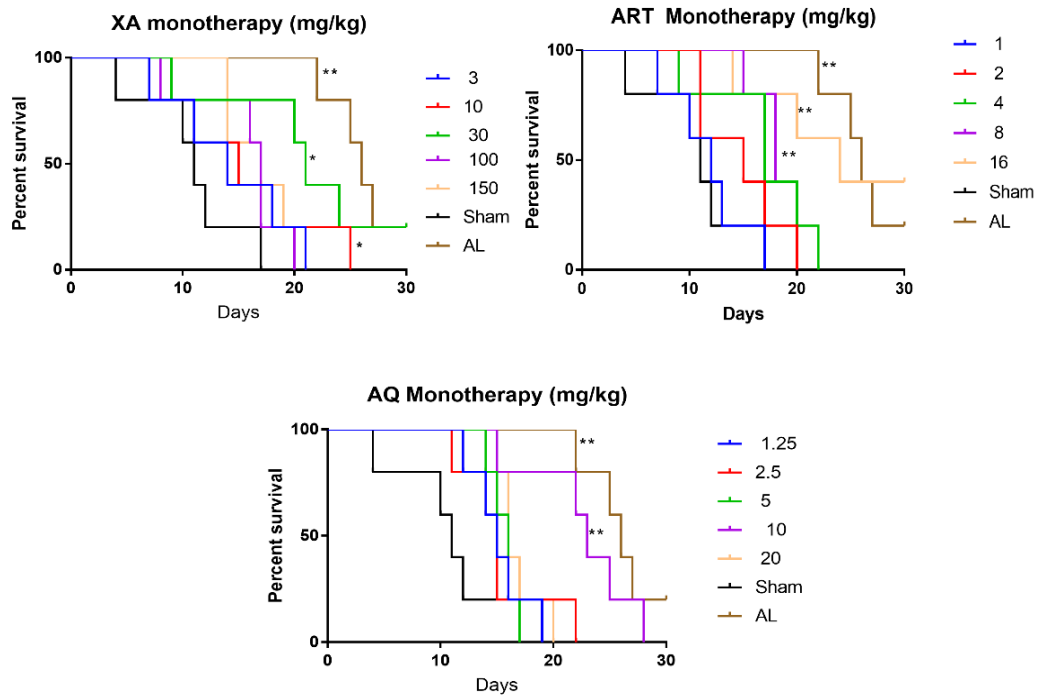 XA monotherapy (mg/kg)
100
50
0
Percent survival
0 10 20 30
Days
**
*
*
3
10
30
100
150
Sham
AL
ART Monotherapy (mg/kg)
100
50
0
Percent survival
0 10 20 30
Days
**
**
**
1
2
4
8
16
Sham
AL
AQ Monotherapy (mg/kg)
100
50
0
Percent survival
0 10 20 30
Days
**
**
1.25
2.5
5
10
20
Sham
AL